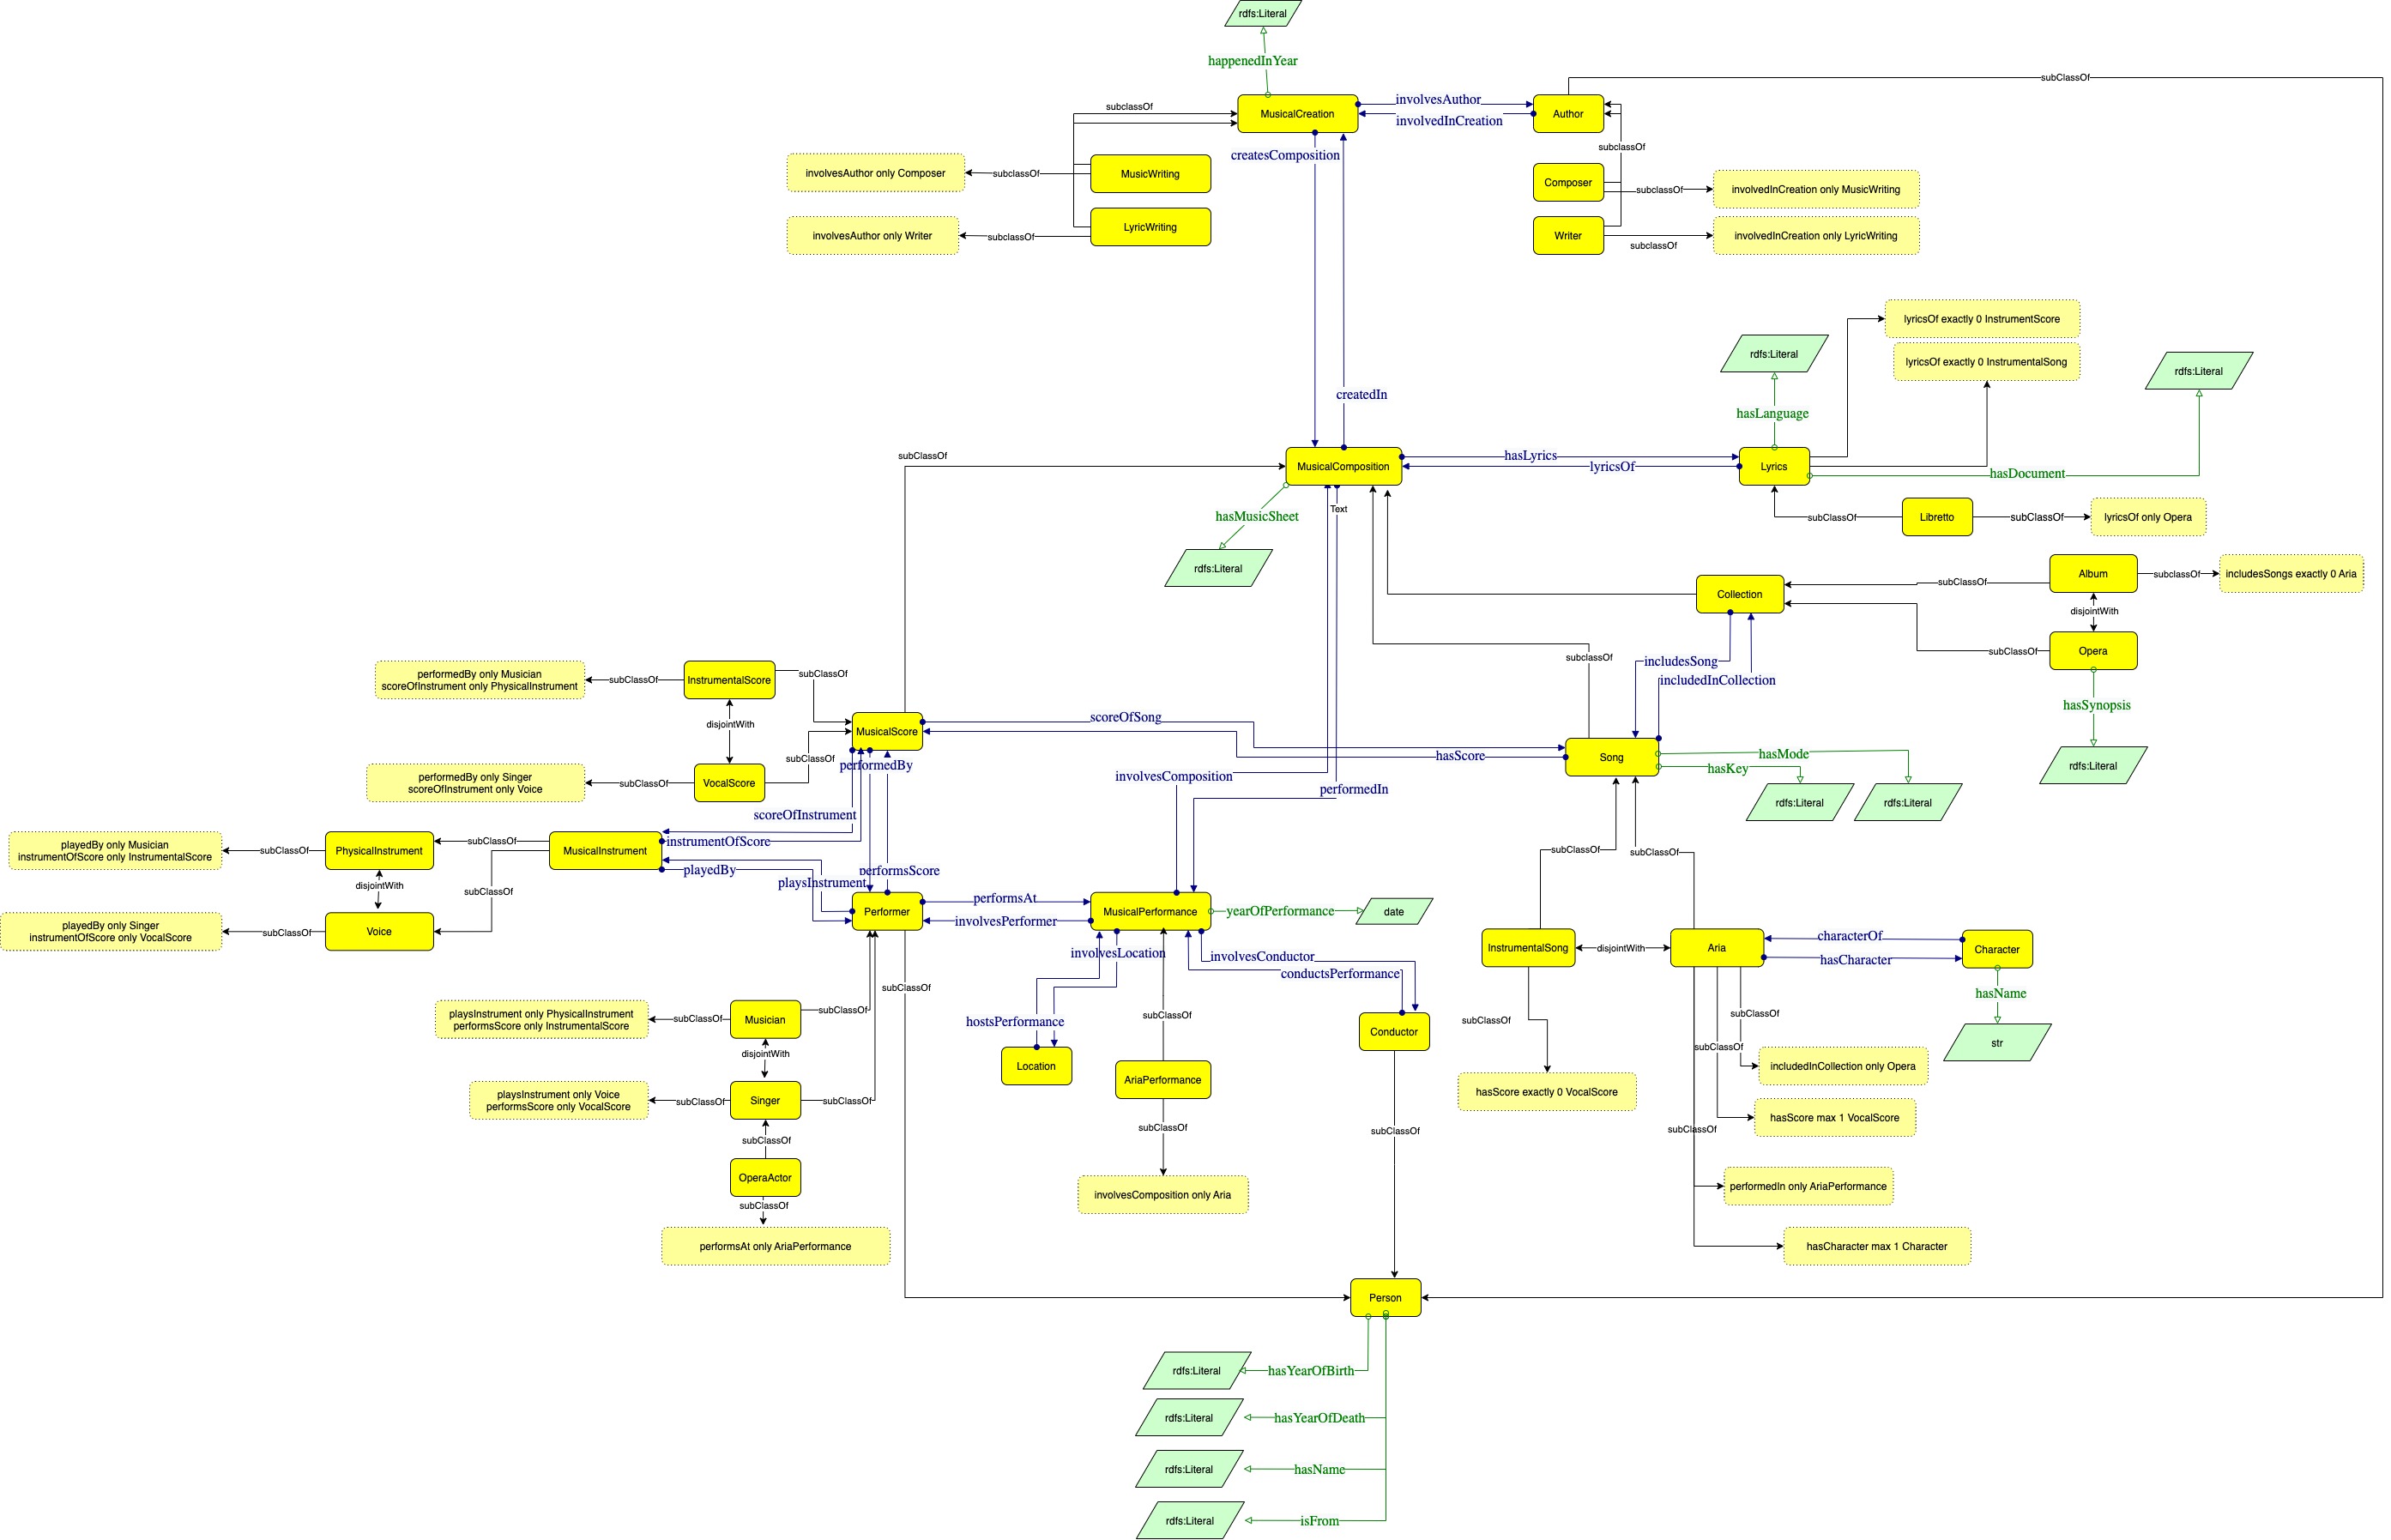 rdfs:Literal
happenedInYear
subClassOf
subclassOf
MusicalCreation
involvesAuthor
involvedInCreation
Author
createsComposition
subclassOf
involvesAuthor only Composer
subclassOf
MusicWriting
Composer
subclassOf
involvedInCreation only MusicWriting
involvesAuthor only Writer
subclassOf
LyricWriting
Writer
subclassOf
involvedInCreation only LyricWriting
lyricsOf exactly 0 InstrumentScore
rdfs:Literal
lyricsOf exactly 0 InstrumentalSong
rdfs:Literal
createdIn
hasLanguage
subClassOf
MusicalComposition
hasLyrics
lyricsOf
Lyrics
hasDocument
hasMusicSheet
Text
subClassOf
Libretto
subClassOf
lyricsOf only Opera
rdfs:Literal
Collection
subClassOf
Album
subclassOf
includesSongs exactly 0 Aria
disjointWith
Opera
subClassOf
subclassOf
includesSong
includedInCollection
hasSynopsis
performedBy only Musician
scoreOfInstrument only PhysicalInstrument
subClassOf
InstrumentalScore
subClassOf
disjointWith
MusicalScore
scoreOfSong
hasScore
Song
hasMode
hasKey
rdfs:Literal
rdfs:Literal
rdfs:Literal
performedBy only Singer
scoreOfInstrument only Voice
subClassOf
VocalScore
subClassOf
performedBy
involvesComposition
performedIn
scoreOfInstrument
playedBy only Musician
instrumentOfScore only InstrumentalScore
subClassOf
PhysicalInstrument
subClassOf
MusicalInstrument
instrumentOfScore
playedBy
playsInstrument
performsScore
disjointWith
subClassOf
playedBy only Singer
instrumentOfScore only VocalScore
subClassOf
Voice
Performer
performsAt
involvesPerformer
MusicalPerformance
yearOfPerformance
date
subClassOf
subClassOf
InstrumentalSong
disjointWith
Aria
characterOf
hasCharacter
Character
involvesLocation
involvesConductor
conductsPerformance
subClassOf
hasName
str
playsInstrument only PhysicalInstrument
performsScore only InstrumentalScore
subClassOf
Musician
subClassOf
hostsPerformance
subClassOf
Conductor
subClassOf
subClassOf
subClassOf
disjointWith
Location
AriaPerformance
includedInCollection only Opera
playsInstrument only Voice
performsScore only VocalScore
subClassOf
Singer
subClassOf
hasScore exactly 0 VocalScore
hasScore max 1 VocalScore
subClassOf
subClassOf
subClassOf
subClassOf
OperaActor
subClassOf
involvesComposition only Aria
performedIn only AriaPerformance
performsAt only AriaPerformance
hasCharacter max 1 Character
Person
rdfs:Literal
hasYearOfBirth
rdfs:Literal
hasYearOfDeath
rdfs:Literal
hasName
rdfs:Literal
isFrom